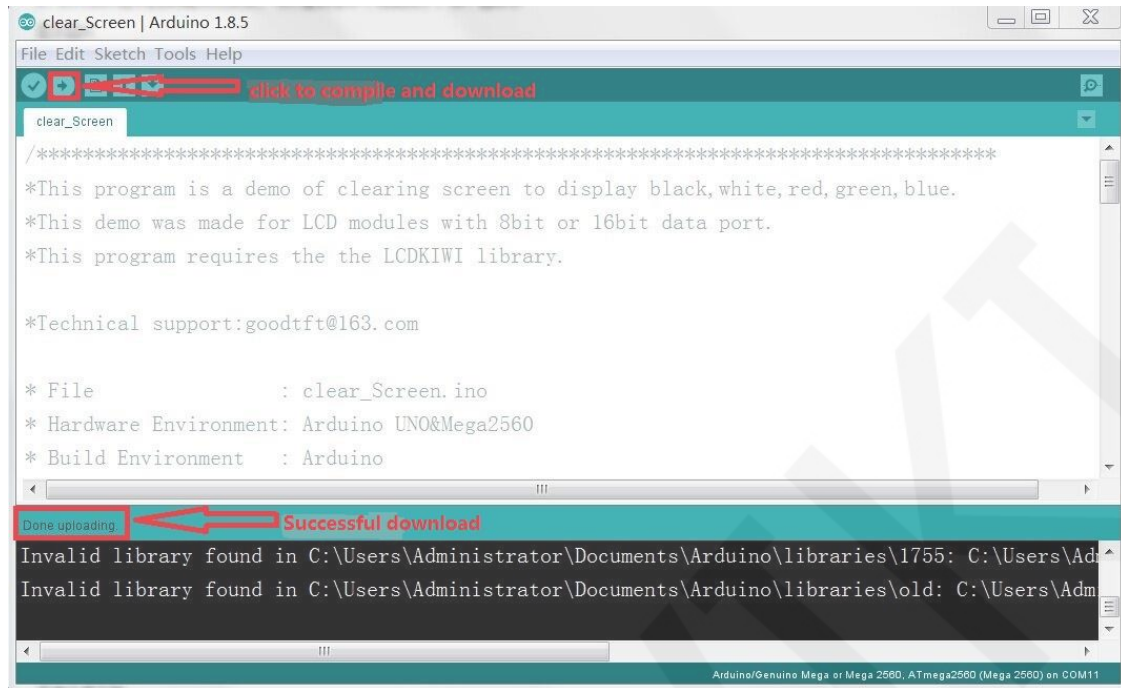 clear_Screen | Arduino 1.8.5
File Edit Sketch Tools Help
click to compile and download
clear_Screen
/***********************************************************************************
*This program is a demo of clearing screen to display black,white,red,green,blue.
*This demo was made for LCD modules with 8bit or 16bit data port.
*This program requires the the LCDKIWI library.
*Technical support:goodtft@163.com
* File : clear_Screen.ino
* Hardware Environment: Arduino UNO&Mega2560
* Build Environment : Arduino
Done uploading.
Successful download
Invalid library found in C:\Users\Administrator\Documents\Arduino\libraries\1755: C:\Users\Ad
Invalid library found in C:\Users\Administrator\Documents\Arduino\libraries\old: C:\Users\Adm
Arduino/Genuino Mega or Mega 2560, ATmega2560 (Mega 2560) on COM11